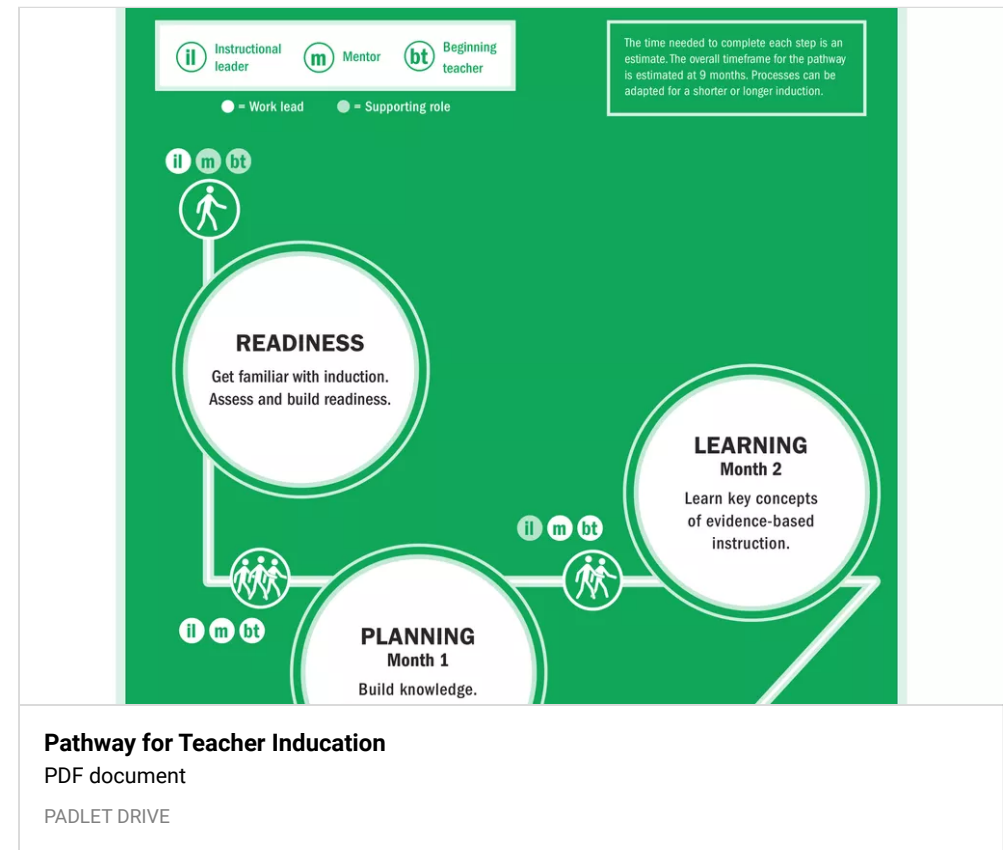 il Instructional leader
m Mentor
bt Beginning teacher
= Work lead
= Supporting role
The time needed to complete each step is an
estimate. The overall timeframe for the pathway
is estimated at 9 months. Processes can be
adapted for a shorter or longer induction.
il m bt
READINESS
Get familiar with induction.
Assess and build readiness.
LEARNING
Month 2
Learn key concepts
of evidence-based
instruction.
il m bt
il m bt
PLANNING
Month 1
Build knowledge.
Pathway for Teacher Inducation
PDF document
PADLET DRIVE